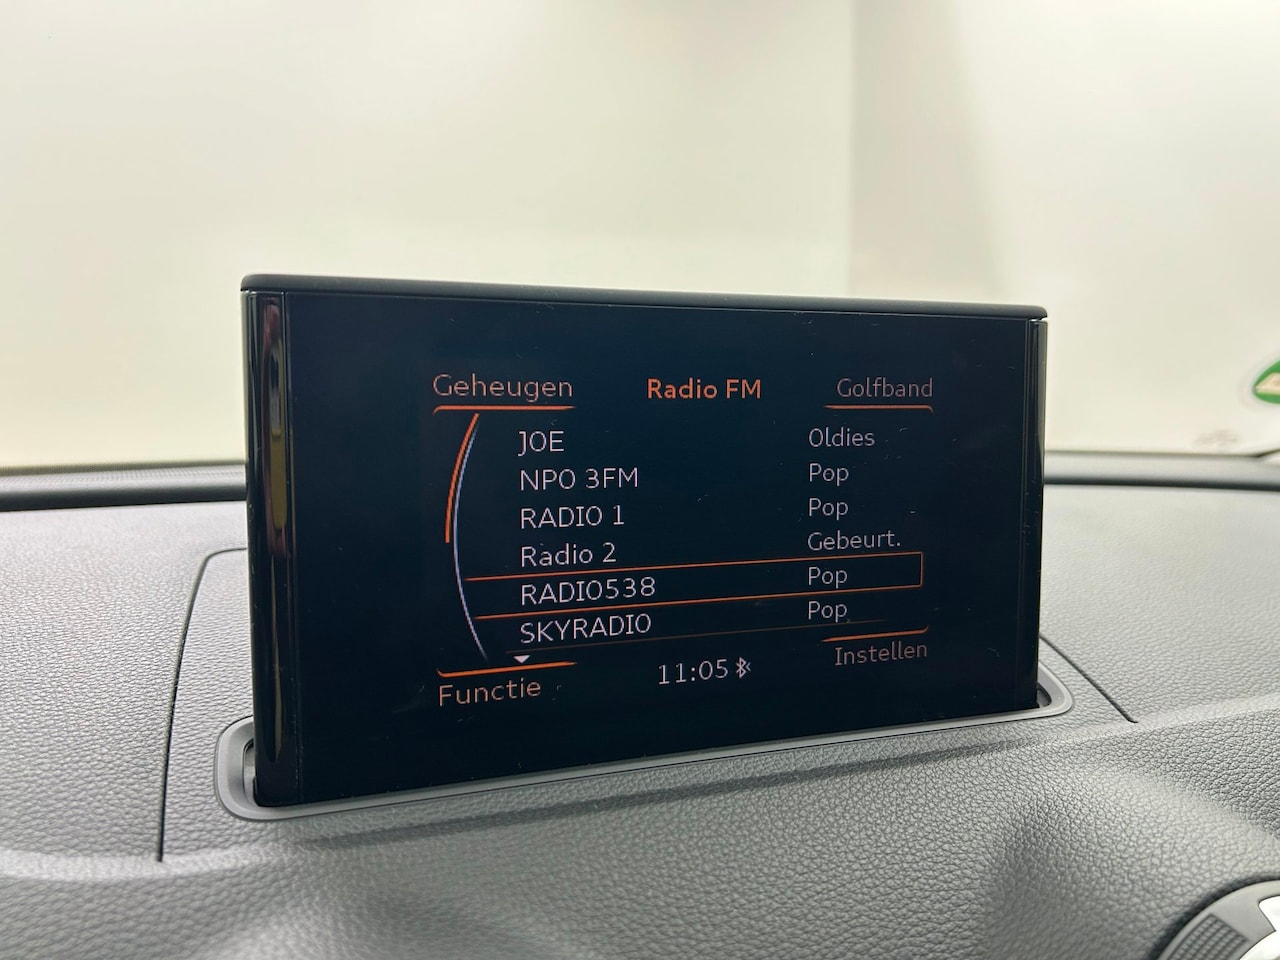 Geheugen Radio FM Golfband
JOE Oldies
NPO 3FM Pop
RADIO 1 Pop
Radio 2 Gebeurt.
RADIO538 Pop
SKYRADIO Pop
Functie 11:05 Instellen